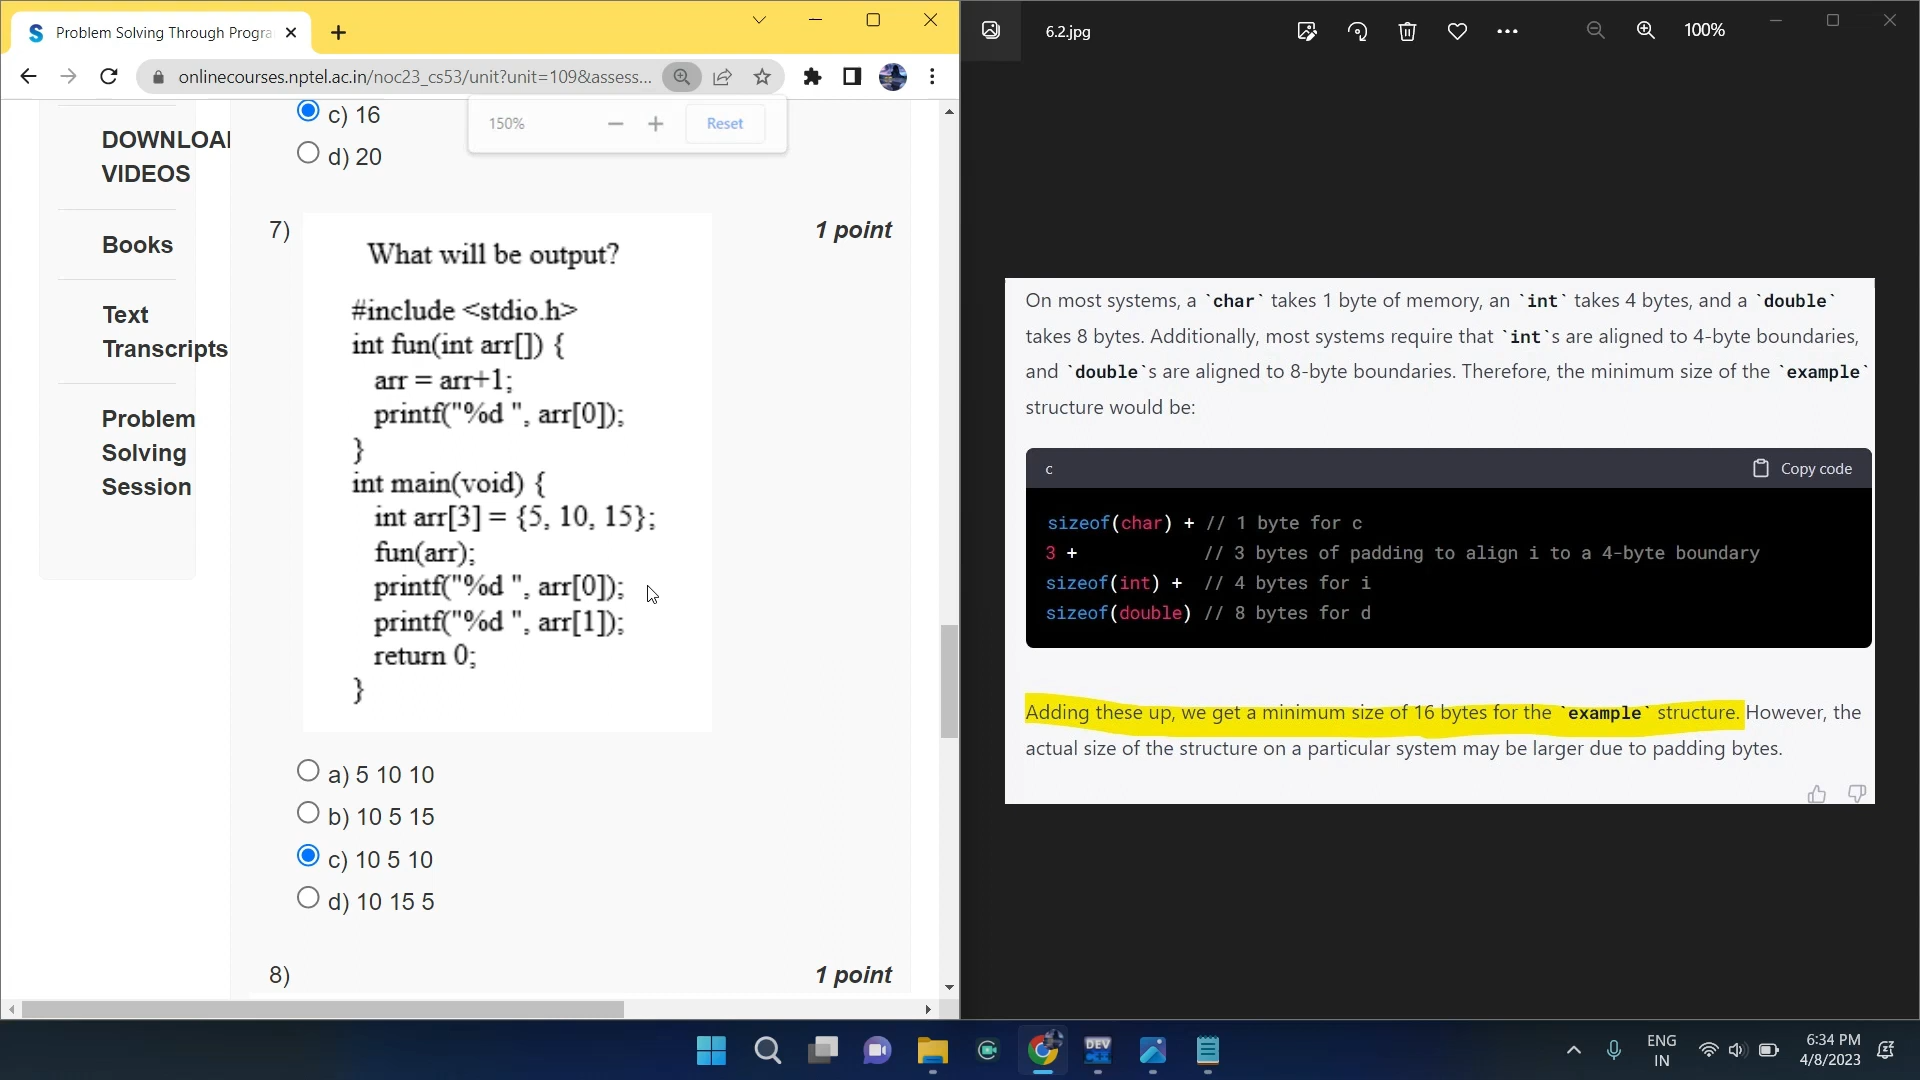 Problem Solving Through Progra
6.2.jpg
100%
onlinecourses.nptel.ac.in/noc23_cs53/unit?unit=109&assess...
150%
Reset
DOWNLOA
VIDEOS
Books
Text
Transcripts
Problem
Solving
Session
c) 16
d) 20
7)
1 point
What will be output?
#include <stdio.h>
int fun(int arr[]) {
arr = arr+1;
printf("%d ", arr[0]);
}
int main(void) {
int arr[3] = {5, 10, 15};
fun(arr);
printf("%d ", arr[0]);
printf("%d ", arr[1]);
return 0;
}
a) 5 10 10
b) 10 5 15
c) 10 5 10
d) 10 15 5
8)
1 point
On most systems, a `char` takes 1 byte of memory, an `int` takes 4 bytes, and a `double`
takes 8 bytes. Additionally, most systems require that `int`s are aligned to 4-byte boundaries,
and `double`s are aligned to 8-byte boundaries. Therefore, the minimum size of the `example`
structure would be:
c
Copy code
sizeof(char) + // 1 byte for c
3 + // 3 bytes of padding to align i to a 4-byte boundary
sizeof(int) + // 4 bytes for i
sizeof(double) // 8 bytes for d
Adding these up, we get a minimum size of 16 bytes for the `example` structure. However, the
actual size of the structure on a particular system may be larger due to padding bytes.
DEV
ENG
IN
6:34 PM
4/8/2023